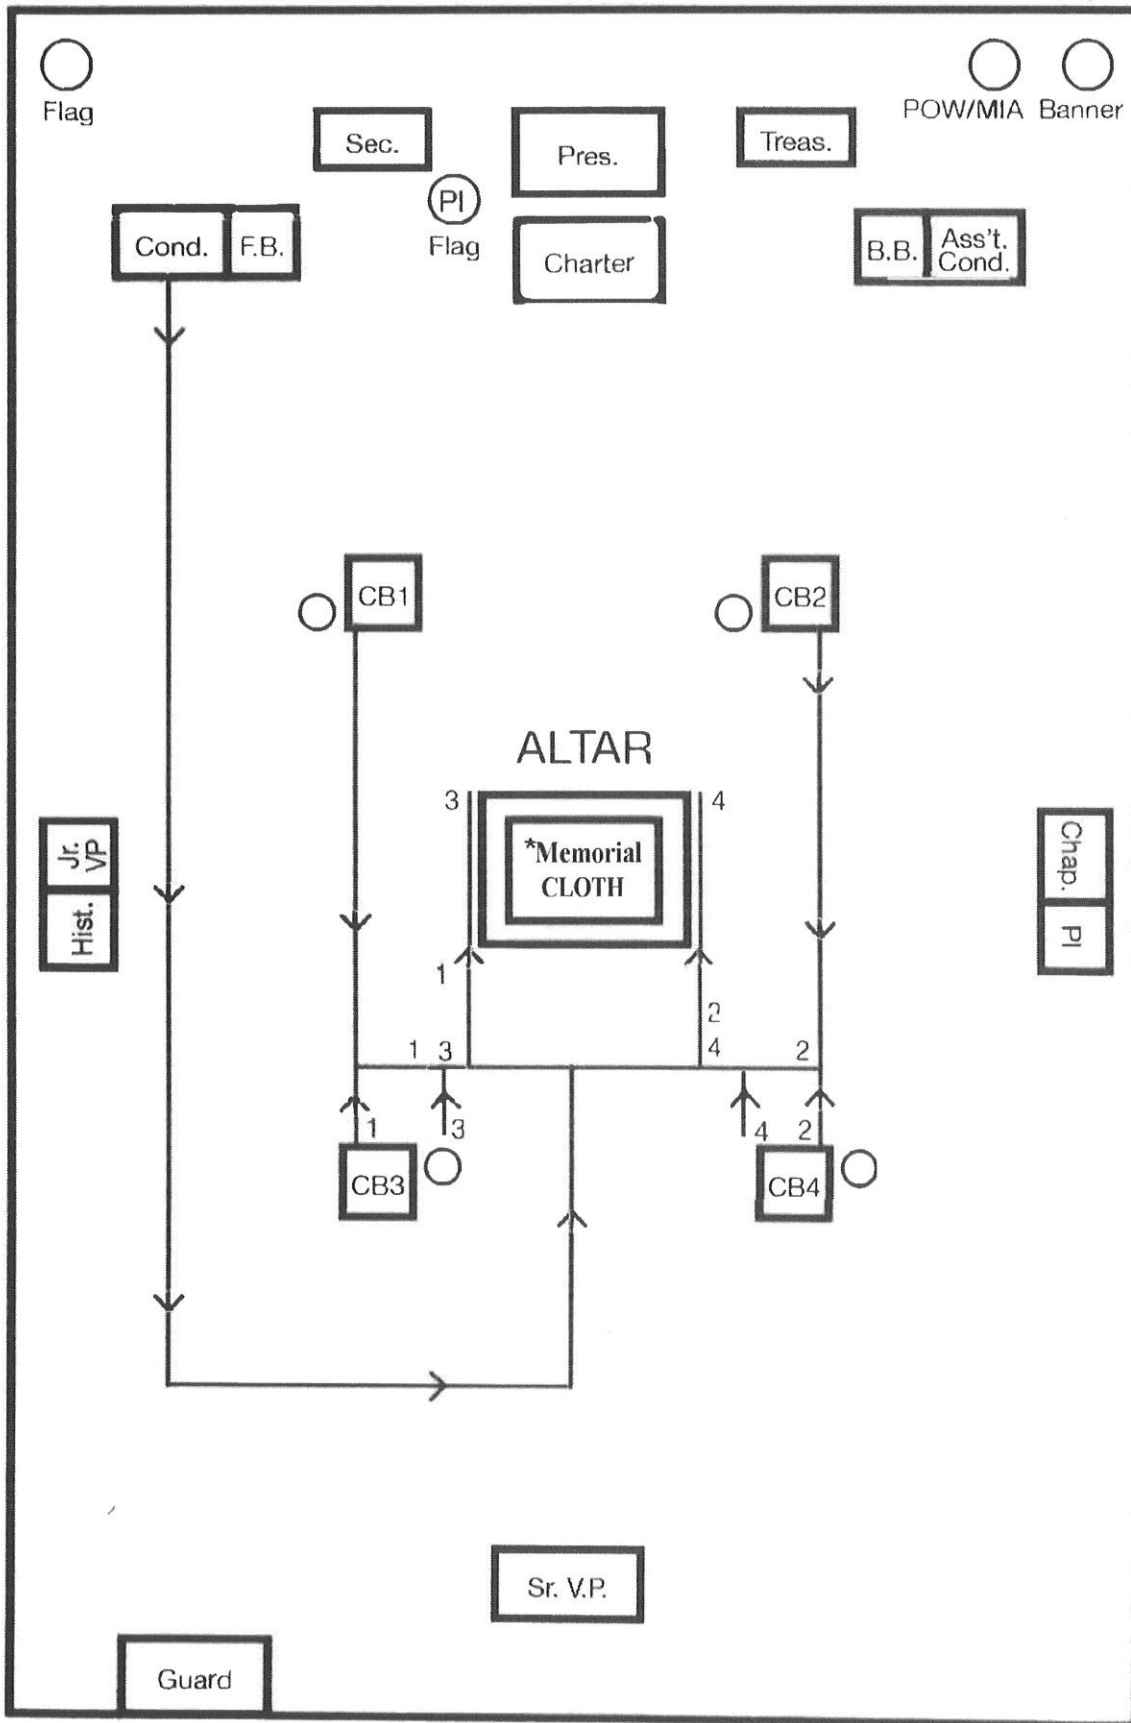 Flag
POW/MIA Banner
Sec.
Pres.
Treas.
PI
Flag
Cond. F.B.
Charter
B.B. Ass't.
Cond.
CB1
CB2
ALTAR
3
4
*Memorial
CLOTH
Jr.
VP
Hist.
Chap.
PI
1
2
1 3
4
2
1
3
4
2
CB3
CB4
Sr. V.P.
Guard